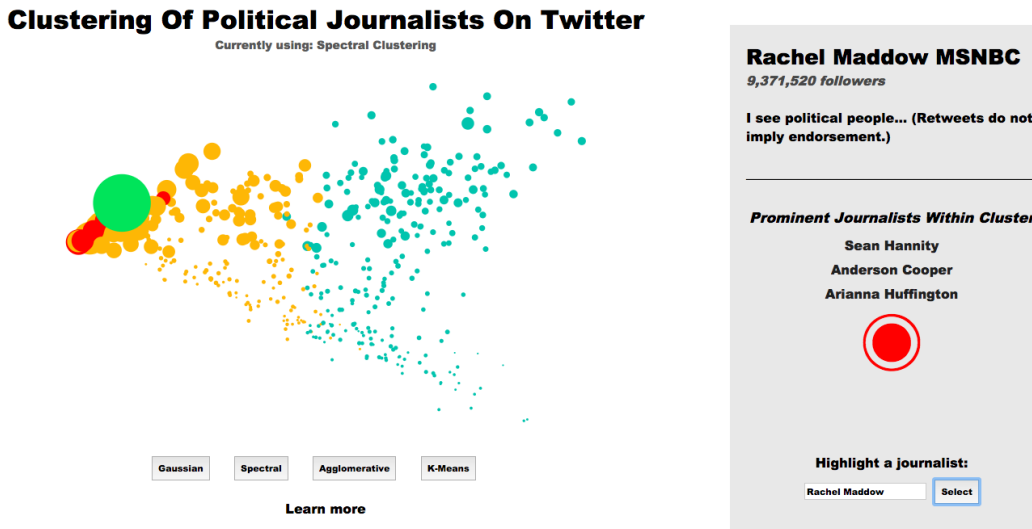 Clustering Of Political Journalists On Twitter
Currently using: Spectral Clustering
Gaussian
Spectral
Agglomerative
K-Means
Learn more
Rachel Maddow MSNBC
9,371,520 followers
I see political people... (Retweets do not
imply endorsement.)
Prominent Journalists Within Cluster
Sean Hannity
Anderson Cooper
Arianna Huffington
Highlight a journalist:
Rachel Maddow
Select